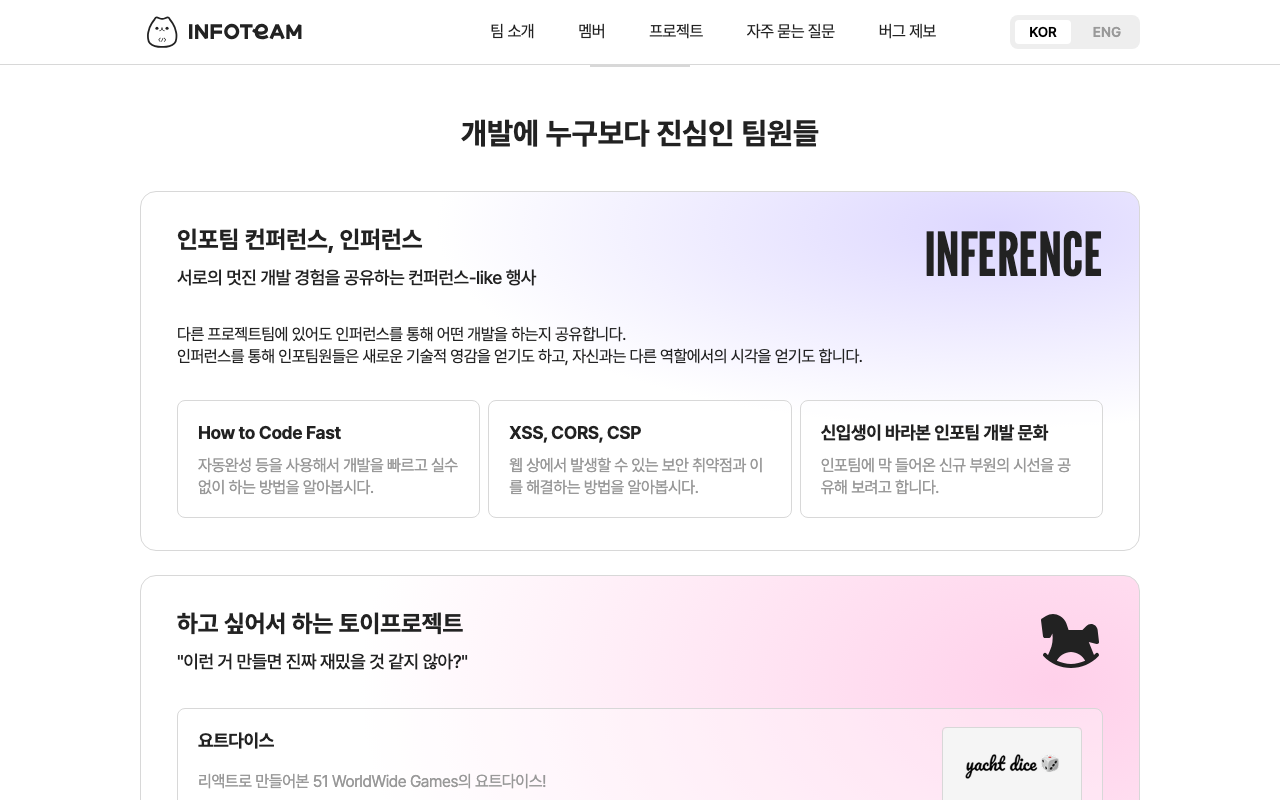 INFOTEAM
팀 소개
멤버
프로젝트
자주 묻는 질문
버그 제보
KOR
ENG
개발에 누구보다 진심인 팀원들
인포팀 컨퍼런스, 인퍼런스
INFERENCE
서로의 멋진 개발 경험을 공유하는 컨퍼런스-like 행사
다른 프로젝트팀에 있어도 인퍼런스를 통해 어떤 개발을 하는지 공유합니다.
인퍼런스를 통해 인포팀원들은 새로운 기술적 영감을 얻기도 하고, 자신과는 다른 역할에서의 시각을 얻기도 합니다.
How to Code Fast
자동완성 등을 사용해서 개발을 빠르고 실수
없이 하는 방법을 알아봅시다.
XSS, CORS, CSP
웹 상에서 발생할 수 있는 보안 취약점과 이
를 해결하는 방법을 알아봅시다.
신입생이 바라본 인포팀 개발 문화
인포팀에 막 들어온 신규 부원의 시선을 공
유해 보려고 합니다.
하고 싶어서 하는 토이프로젝트
"이런 거 만들면 진짜 재밌을 것 같지 않아?"
요트다이스
리액트로 만들어본 51 WorldWide Games의 요트다이스!
yacht dice